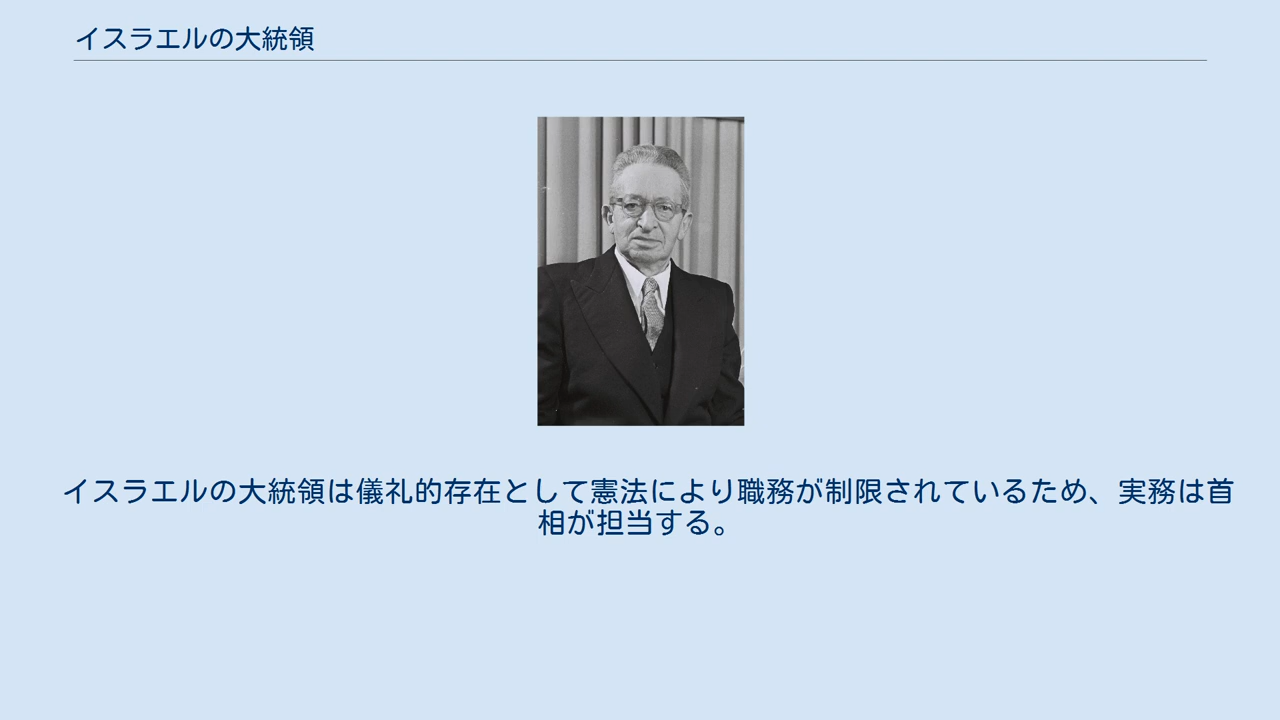 イスラエルの大統領
イスラエルの大統領は儀礼的存在として憲法により職務が制限されているため、実務は首
相が担当する。